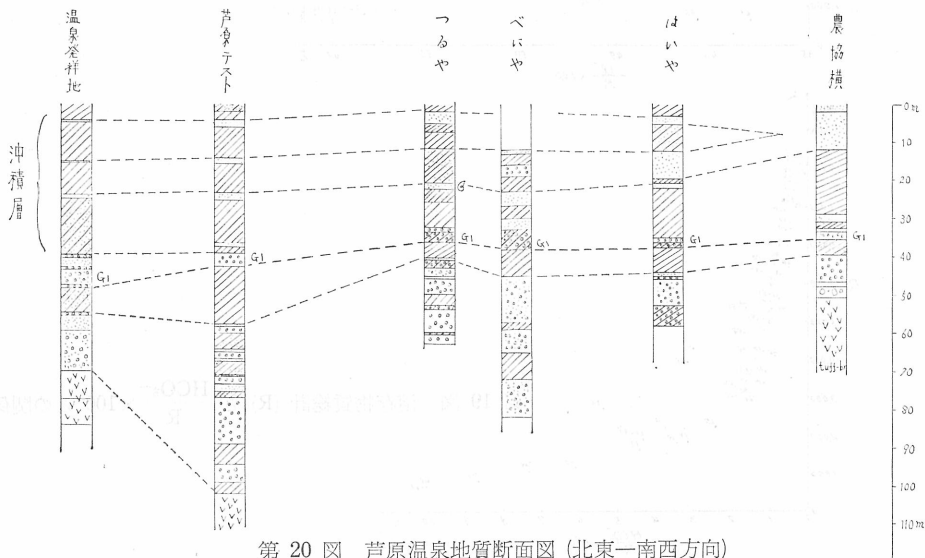 温泉発祥地
芦原テスト
つるや
べにや
はいや
農協横
沖積層
0m
10
20
30
40
50
60
70
80
90
100
110m
G1
G1
G
G1
G1
G1
tuff-br
第 20 図 芦原温泉地質断面図 (北東―南西方向)